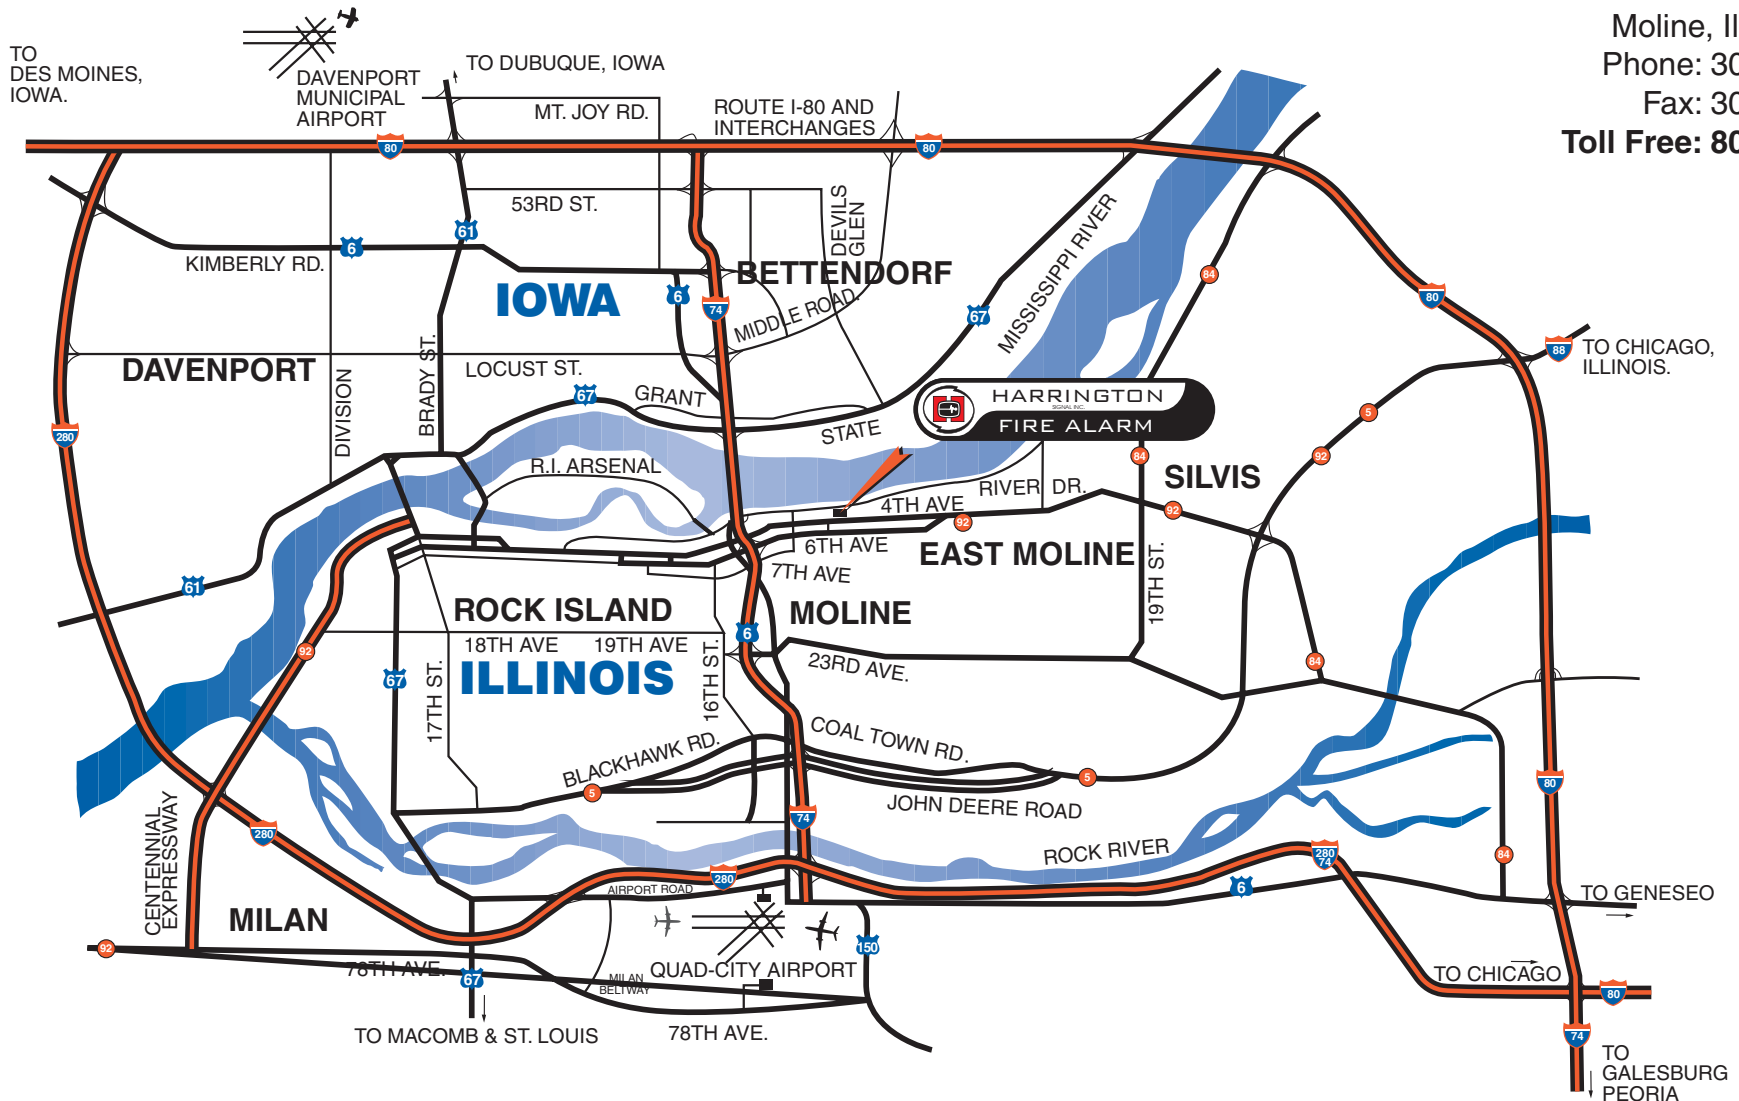 Moline, Il
Phone: 30
Fax: 30
Toll Free: 80
TO
DES MOINES,
IOWA.
DAVENPORT
MUNICIPAL
AIRPORT
TO DUBUQUE, IOWA
MT. JOY RD.
ROUTE I-80 AND
INTERCHANGES
80
80
53RD ST.
61
6
KIMBERLY RD.
DEVILS
GLEN
BETTENDORF
MISSISSIPPI RIVER
84
IOWA
6
74
MIDDLE ROAD.
67
80
88
TO CHICAGO,
ILLINOIS.
DAVENPORT
DIVISION
BRADY ST.
LOCUST ST.
67
GRANT
STATE
HARRINGTON
SIGNAL INC.
FIRE ALARM
5
280
R.I. ARSENAL
84
92
SILVIS
RIVER DR.
4TH AVE
92
92
6TH AVE
EAST MOLINE
7TH AVE
19TH ST.
61
ROCK ISLAND
MOLINE
6
18TH AVE
19TH AVE
92
23RD AVE.
84
67
ILLINOIS
17TH ST.
16TH ST.
COAL TOWN RD.
BLACKHAWK RD.
5
5
80
JOHN DEERE ROAD
74
CENTENNIAL
EXPRESSWAY
280
ROCK RIVER
280
74
84
280
AIRPORT ROAD
6
TO GENESEO
MILAN
92
150
78TH AVE.
67
QUAD-CITY AIRPORT
MILAN
BELTWAY
TO CHICAGO
80
TO MACOMB & ST. LOUIS
78TH AVE.
74
TO
GALESBURG
PEORIA